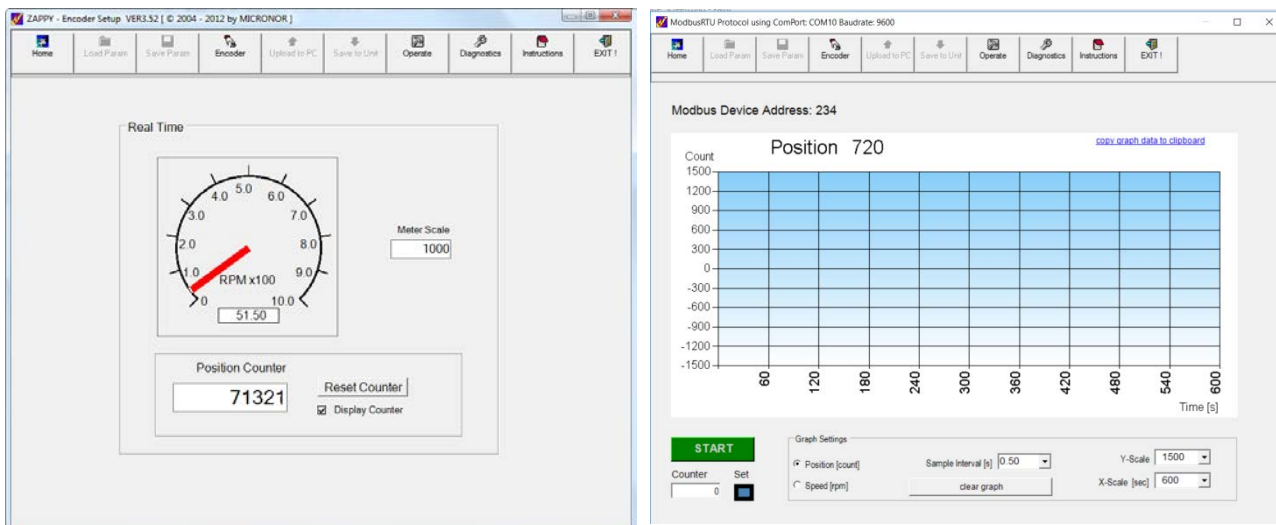 ZAPPY - Encoder Setup VER3.52 [ © 2004 - 2012 by MICRONOR ]
Home Load Param Save Param Encoder Upload to PC Save to Unit Operate Diagnostics Instructions EXIT !
Real Time
0 1.0 2.0 3.0 4.0 5.0 6.0 7.0 8.0 9.0 10.0
RPM x100
51.50
Meter Scale
1000
Position Counter
71321
Reset Counter
Display Counter
ModbusRTU Protocol using ComPort: COM10 Baudrate: 9600
Home Load Param Save Param Encoder Upload to PC Save to Unit Operate Diagnostics Instructions EXIT !
Modbus Device Address: 234
Position 720
copy graph data to clipboard
Count
1500
1200
900
600
300
0
-300
-600
-900
-1200
-1500
60 120 180 240 300 360 420 480 540 600
Time [s]
START
Counter Set
0
Graph Settings
Position [count]
Speed [rpm]
Sample Interval [s] 0.50
clear graph
Y-Scale 1500
X-Scale [sec] 600